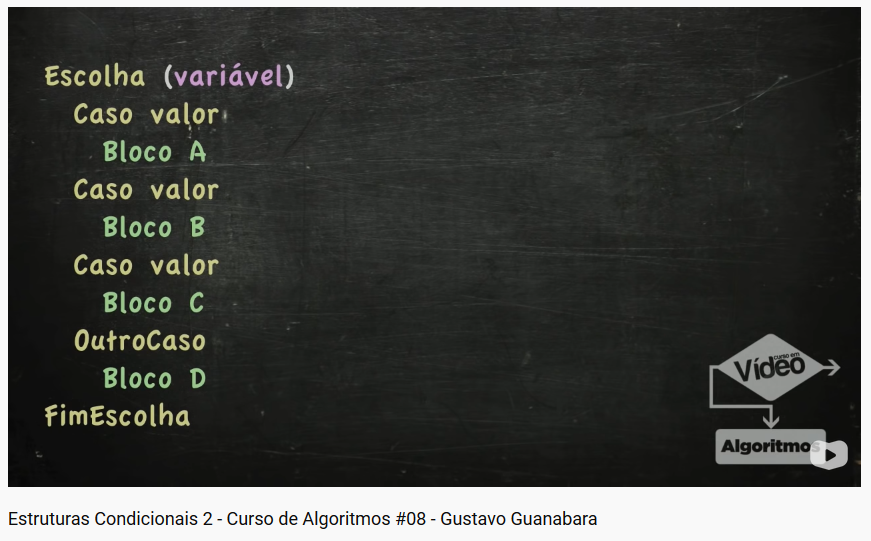 Escolha (variável)
Caso valor
Bloco A
Caso valor
Bloco B
Caso valor
Bloco C
OutroCaso
Bloco D
FimEscolha
curso em
Vídeo
Algoritmos
Estruturas Condicionais 2 - Curso de Algoritmos #08 - Gustavo Guanabara